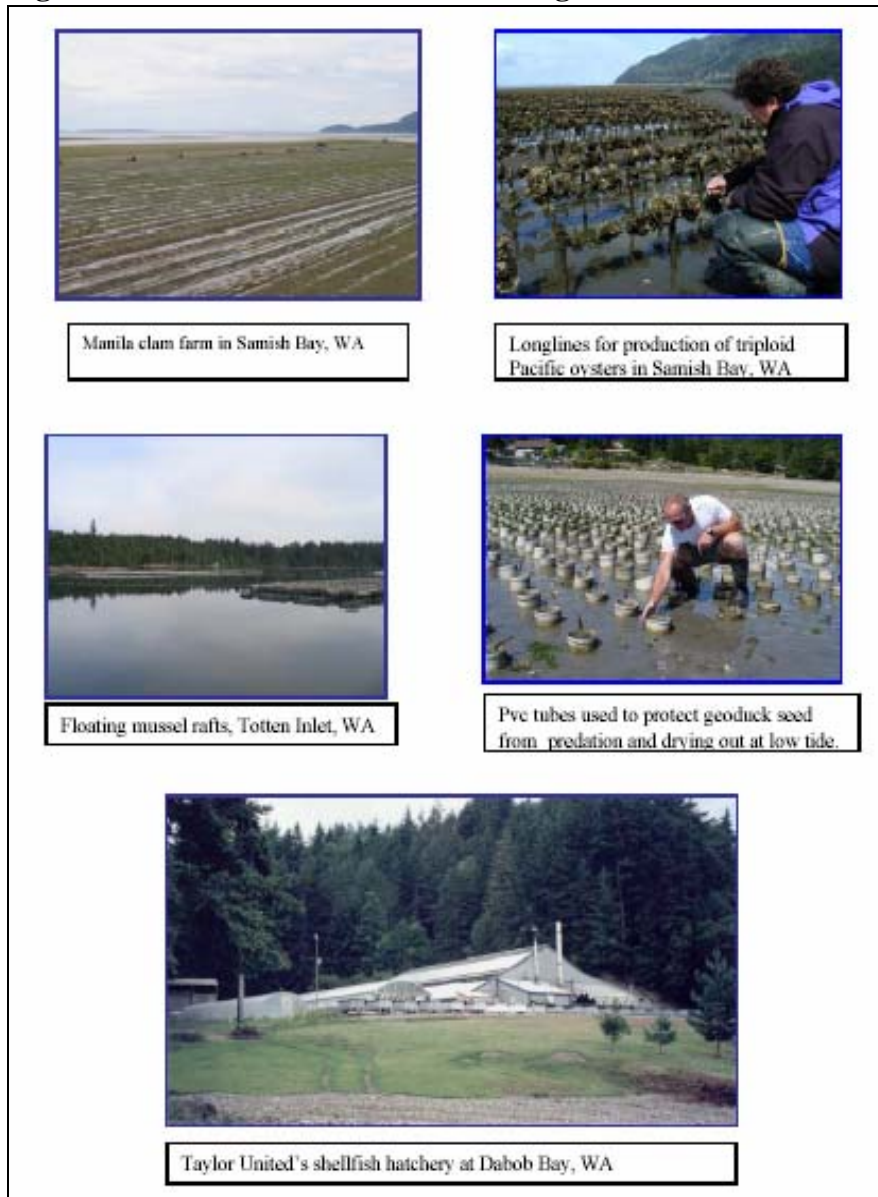 Manila clam farm in Samish Bay, WA
Longlines for production of triploid
Pacific oysters in Samish Bay, WA
Floating mussel rafts, Totten Inlet, WA
Pvc tubes used to protect geoduck seed
from predation and drying out at low tide.
Taylor United's shellfish hatchery at Dabob Bay, WA